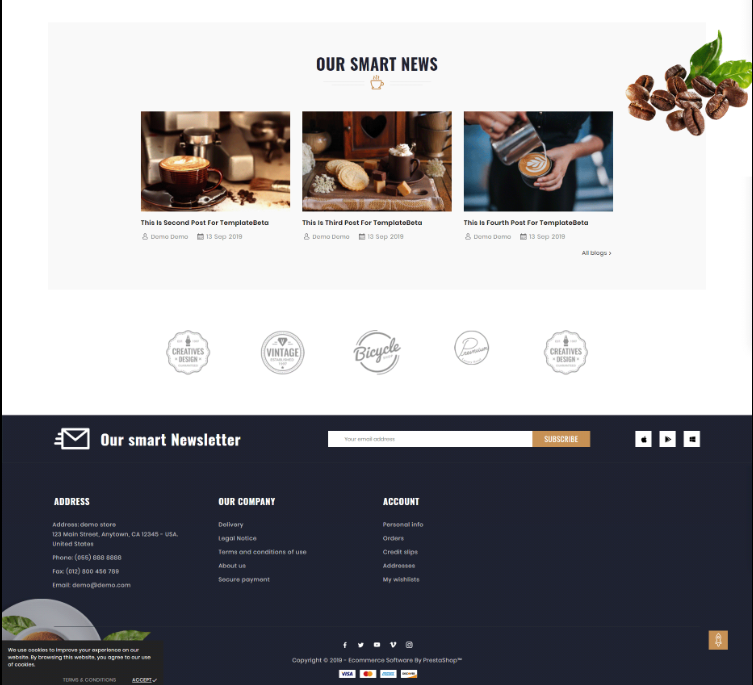 OUR SMART NEWS
This Is Second Post For TemplateBeta
Demo Demo 13 Sep 2019
This Is Third Post For TemplateBeta
Demo Demo 13 Sep 2019
This Is Fourth Post For TemplateBeta
Demo Demo 13 Sep 2019
All blogs >
CREATIVES
DESIGN
VINTAGE
Bicycle
Premium
CREATIVES
DESIGN
Our smart Newsletter
Your email address
SUBSCRIBE
ADDRESS
Address: demo store
123 Main Street, Anytown, CA 12345 - USA.
United States
Phone: (055) 888 8888
Fax: (012) 800 456 789
Email: demo@demo.com
OUR COMPANY
Delivery
Legal Notice
Terms and conditions of use
About us
Secure payment
ACCOUNT
Personal info
Orders
Credit slips
Addresses
My wishlists
We use cookies to improve your experience on our
website. By browsing this website, you agree to our use
of cookies.
TERMS & CONDITIONS ACCEPT
Copyright © 2019 - Ecommerce Software By PrestaShop™
VISA